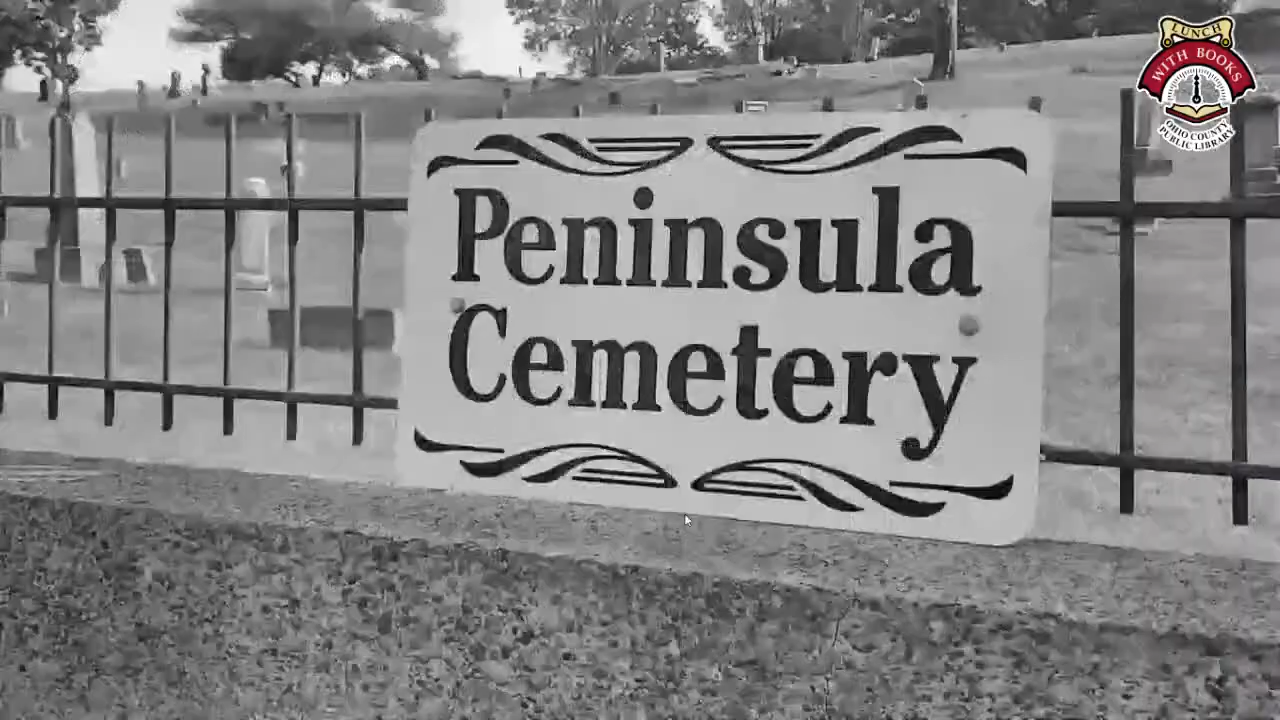 LUNCH
WITH BOOKS
OHIO COUNTY
PUBLIC LIBRARY
Peninsula
Cemetery